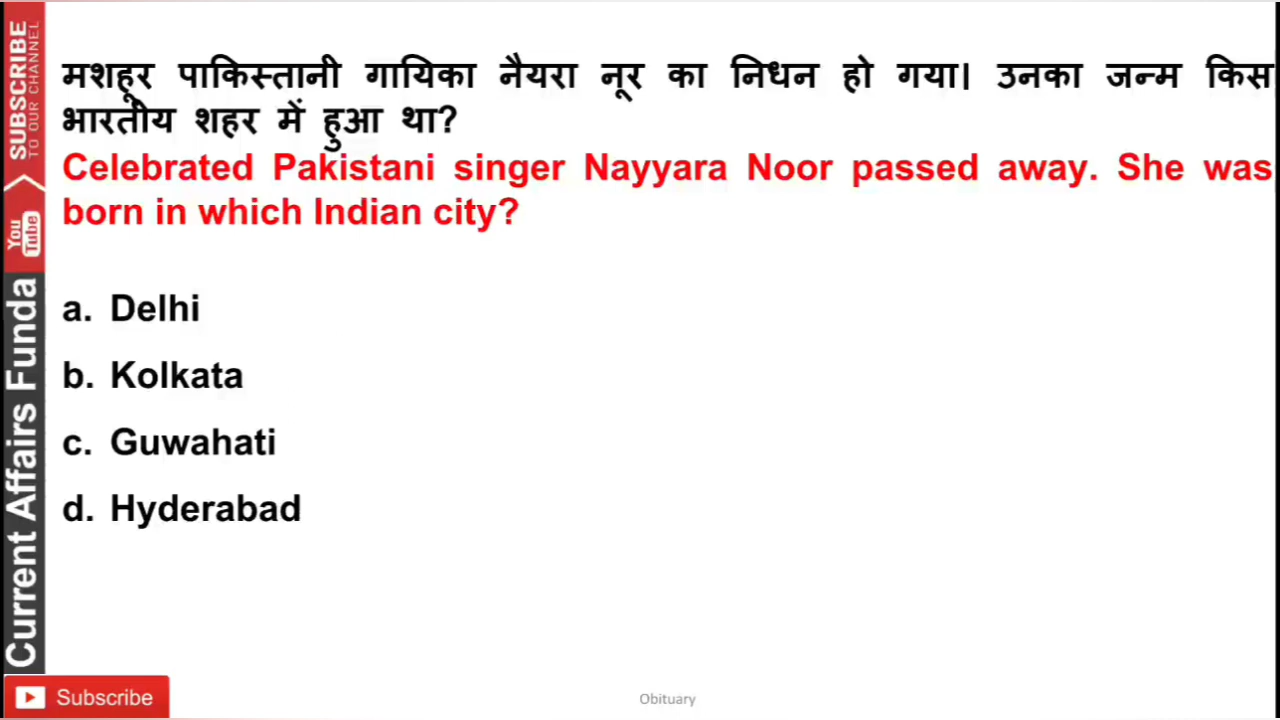 मशहूर पाकिस्तानी गायिका नैयरा नूर का निधन हो गया। उनका जन्म किस
भारतीय शहर में हुआ था?
Celebrated Pakistani singer Nayyara Noor passed away. She was
born in which Indian city?
a. Delhi
b. Kolkata
c. Guwahati
d. Hyderabad
SUBSCRIBE
TO OUR CHANNEL
You
Tube
Current Affairs Funda
Subscribe
Obituary